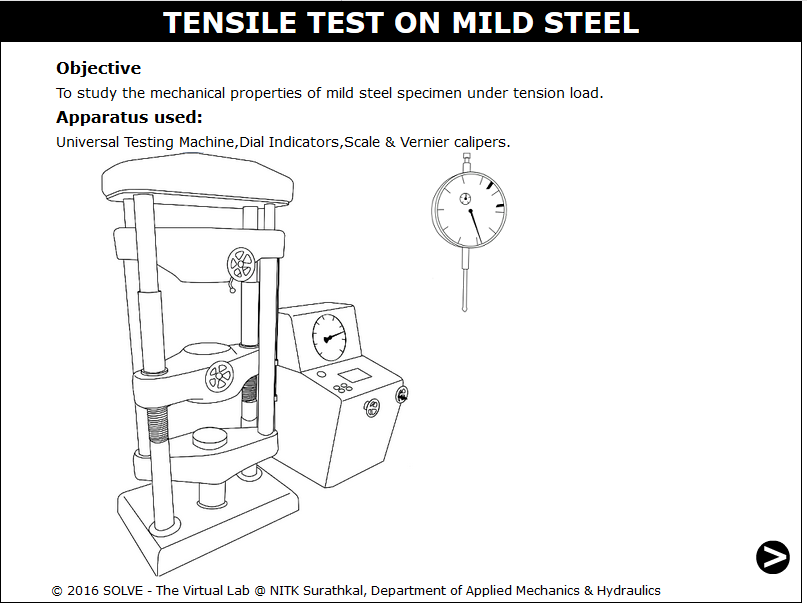 TENSILE TEST ON MILD STEEL
Objective
To study the mechanical properties of mild steel specimen under tension load.
Apparatus used:
Universal Testing Machine,Dial Indicators,Scale & Vernier calipers.
© 2016 SOLVE - The Virtual Lab @ NITK Surathkal, Department of Applied Mechanics & Hydraulics